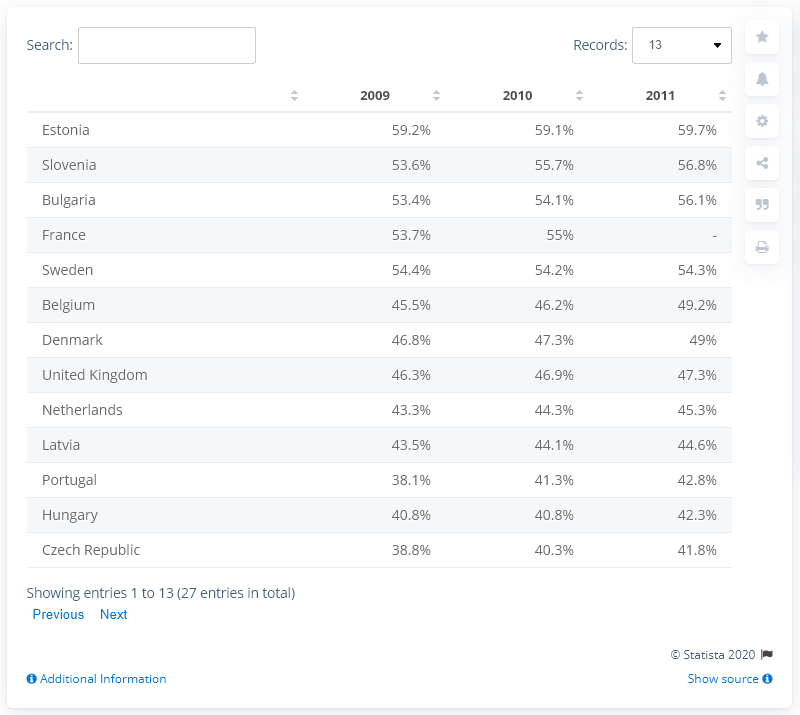 Search: Records: 13
2009 2010 2011
Estonia 59.2% 59.1% 59.7%
Slovenia 53.6% 55.7% 56.8%
Bulgaria 53.4% 54.1% 56.1%
France 53.7% 55% -
Sweden 54.4% 54.2% 54.3%
Belgium 45.5% 46.2% 49.2%
Denmark 46.8% 47.3% 49%
United Kingdom 46.3% 46.9% 47.3%
Netherlands 43.3% 44.3% 45.3%
Latvia 43.5% 44.1% 44.6%
Portugal 38.1% 41.3% 42.8%
Hungary 40.8% 40.8% 42.3%
Czech Republic 38.8% 40.3% 41.8%
Showing entries 1 to 13 (27 entries in total)
Previous Next
© Statista 2020
Additional Information Show source